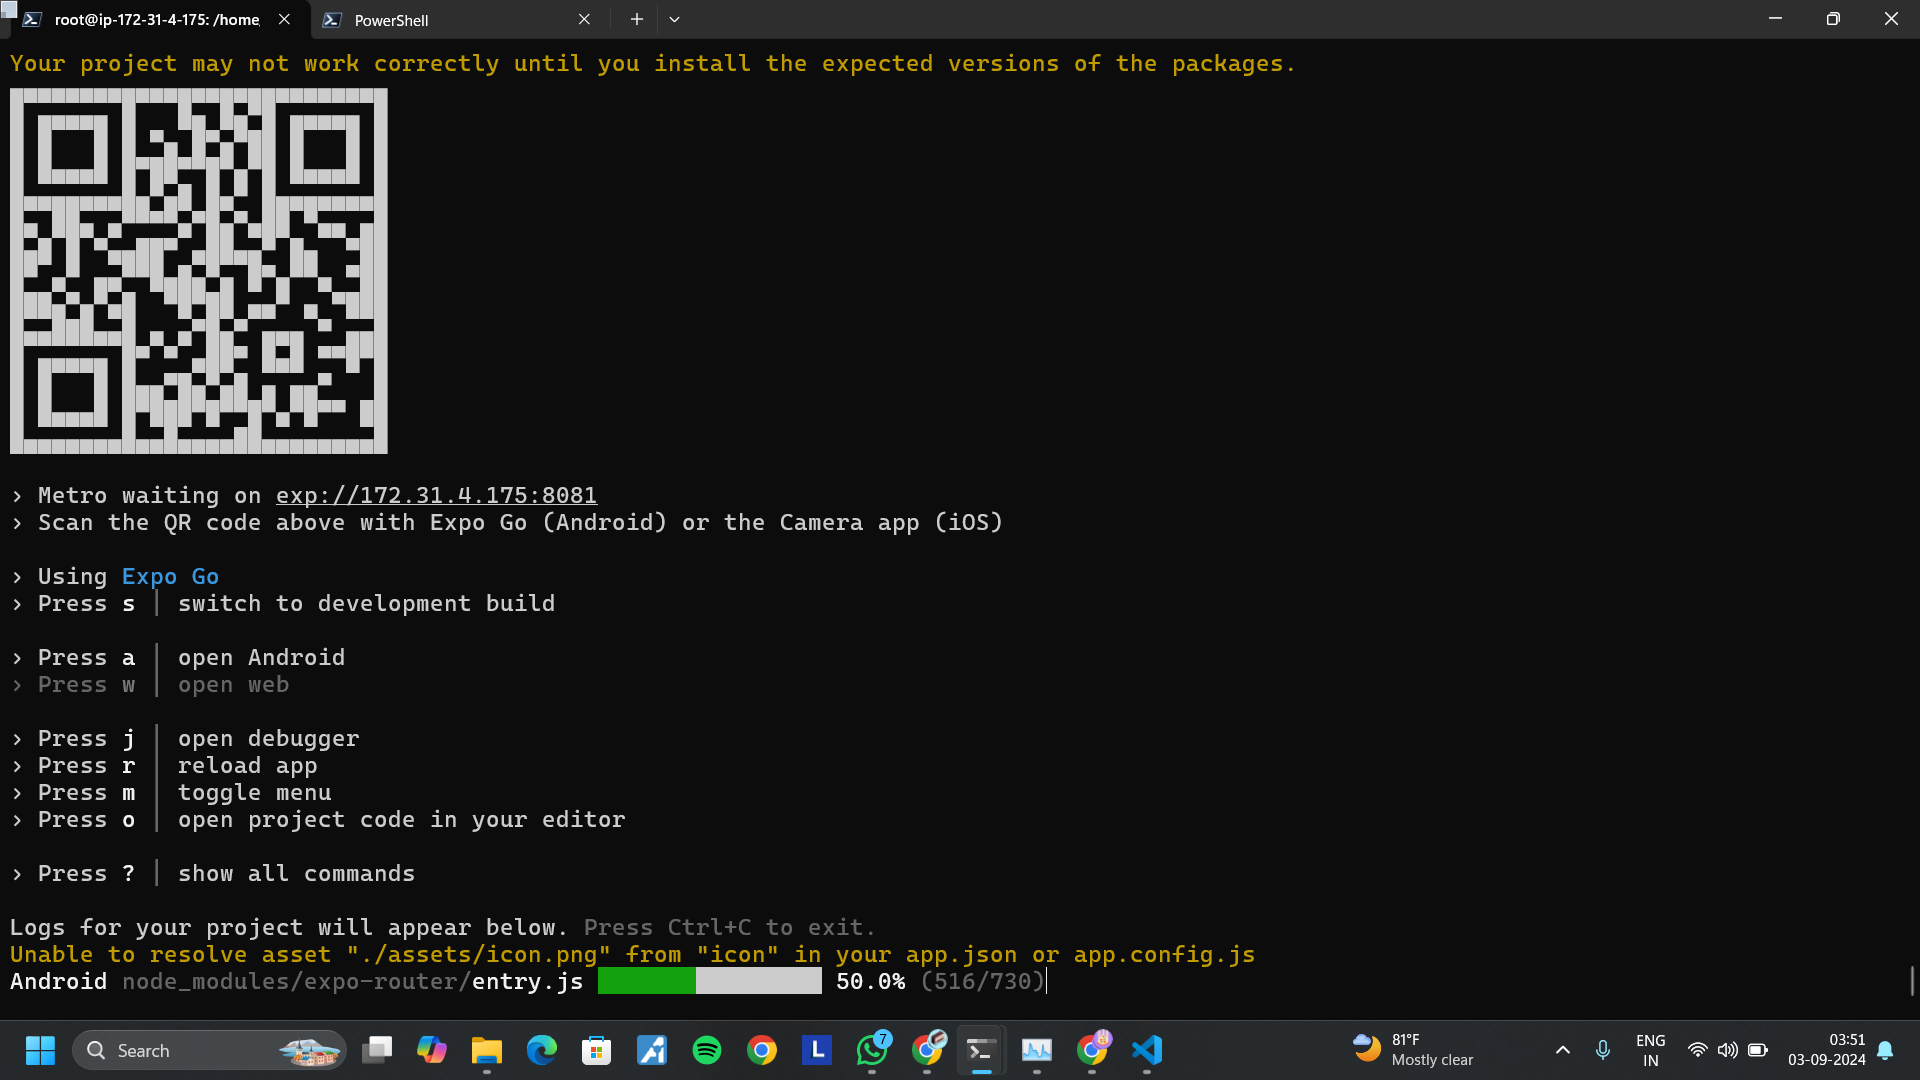 root@ip-172-31-4-175: /home,
PowerShell
Your project may not work correctly until you install the expected versions of the packages.
› Metro waiting on exp://172.31.4.175:8081
› Scan the QR code above with Expo Go (Android) or the Camera app (iOS)
› Using Expo Go
› Press s │ switch to development build
› Press a │ open Android
› Press w │ open web
› Press j │ open debugger
› Press r │ reload app
› Press m │ toggle menu
› Press o │ open project code in your editor
› Press ? │ show all commands
Logs for your project will appear below. Press Ctrl+C to exit.
Unable to resolve asset "./assets/icon.png" from "icon" in your app.json or app.config.js
Android node_modules/expo-router/entry.js 50.0% (516/730)
Search
L
7
81°F
Mostly clear
ENG
IN
03:51
03-09-2024